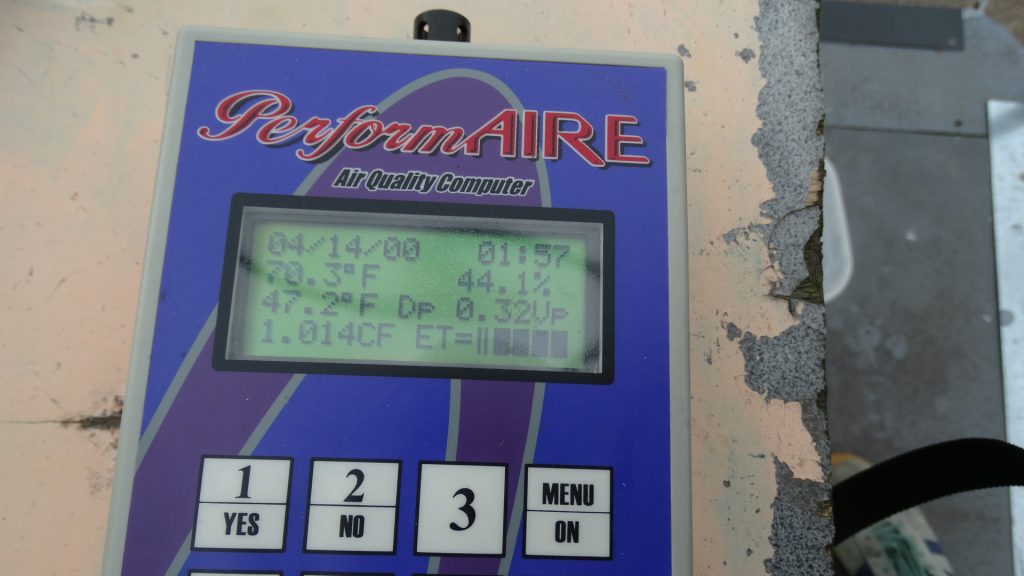 PerformAIRE
Air Quality Computer
04/14/00 01:57
70.3°F 44.1%
47.2°F Dp 0.32Vp
1.014CF ET=
1 2 3 MENU
YES NO ON